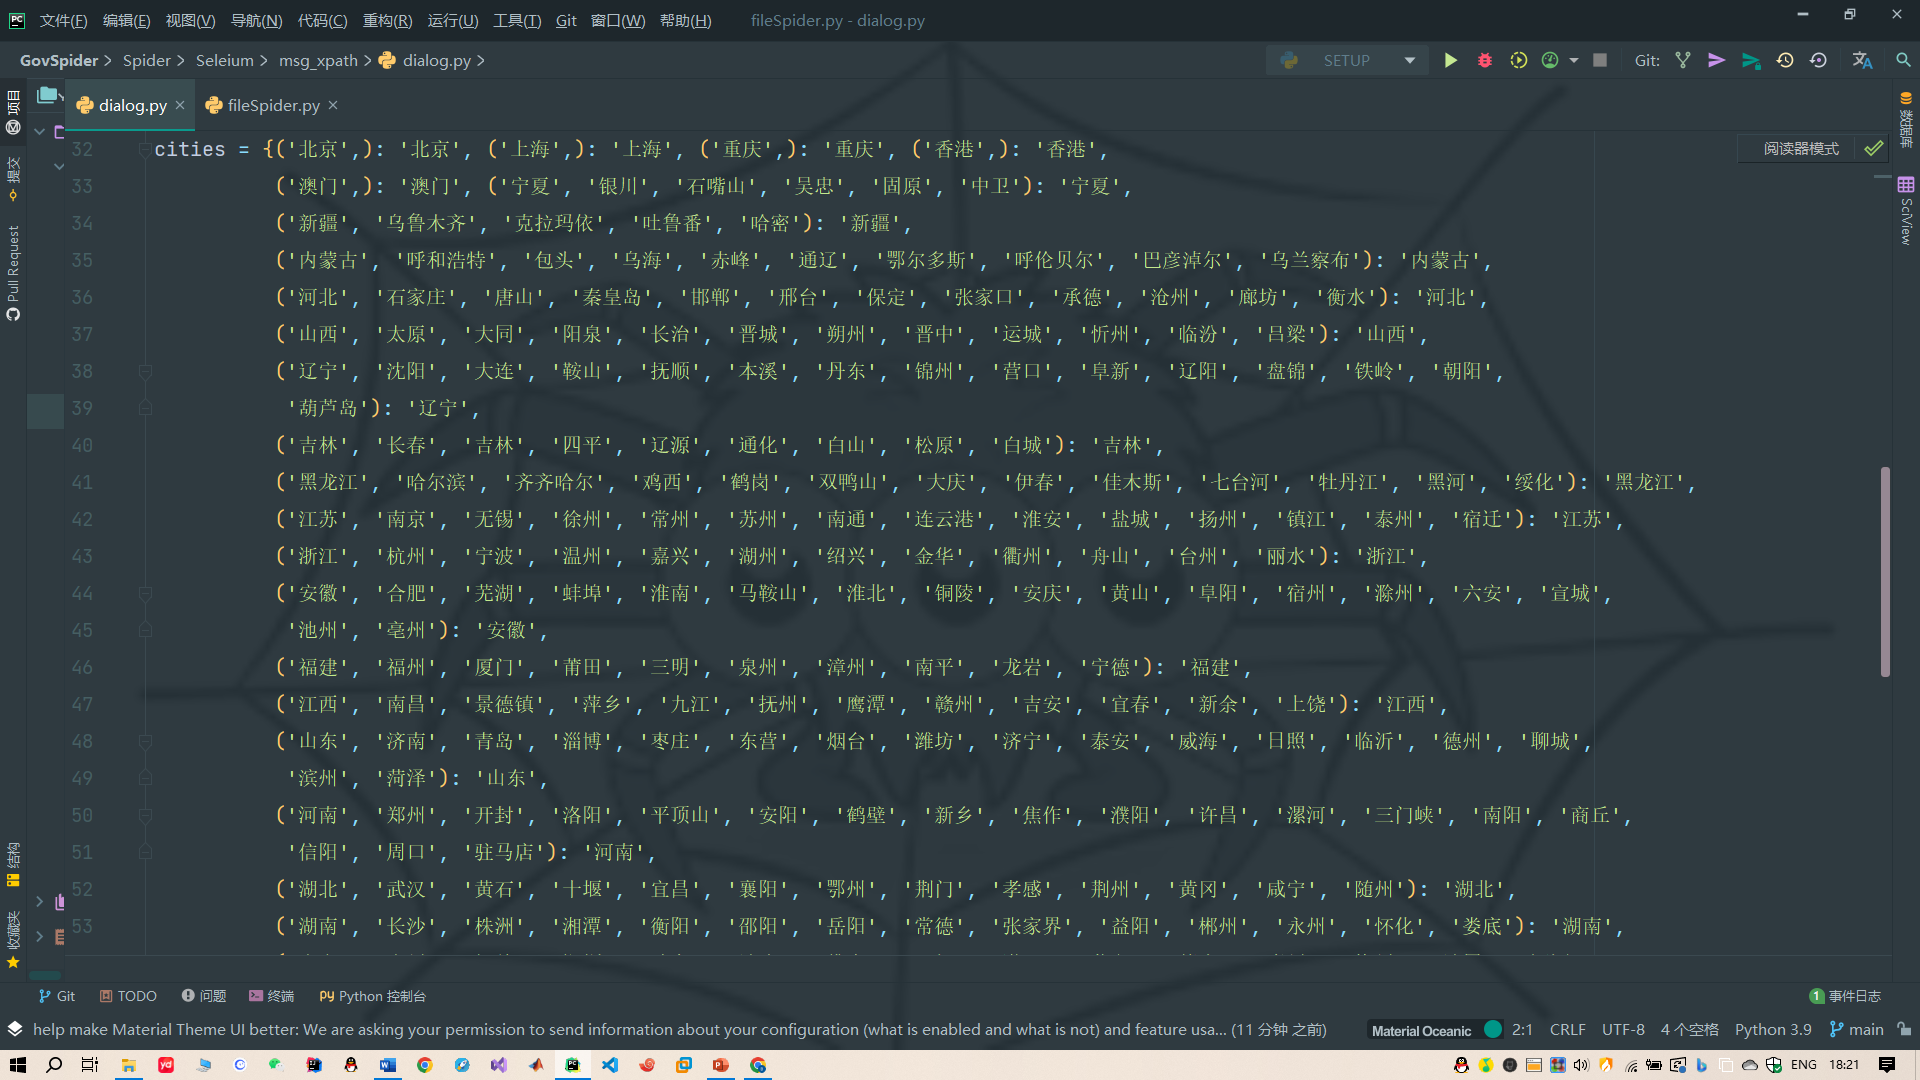 文件(F) 编辑(E) 视图(V) 导航(N) 代码(C) 重构(R) 运行(U) 工具(T) Git 窗口(W) 帮助(H) fileSpider.py - dialog.py
GovSpider Spider Seleium msg_xpath dialog.py SETUP Git:
dialog.py fileSpider.py
项目
提交
Pull Request
结构
收藏夹
数据库
SciView
阅读器模式
32 cities = {('北京',): '北京', ('上海',): '上海', ('重庆',): '重庆', ('香港',): '香港',
33 ('澳门',): '澳门', ('宁夏', '银川', '石嘴山', '吴忠', '固原', '中卫'): '宁夏',
34 ('新疆', '乌鲁木齐', '克拉玛依', '吐鲁番', '哈密'): '新疆',
35 ('内蒙古', '呼和浩特', '包头', '乌海', '赤峰', '通辽', '鄂尔多斯', '呼伦贝尔', '巴彦淖尔', '乌兰察布'): '内蒙古',
36 ('河北', '石家庄', '唐山', '秦皇岛', '邯郸', '邢台', '保定', '张家口', '承德', '沧州', '廊坊', '衡水'): '河北',
37 ('山西', '太原', '大同', '阳泉', '长治', '晋城', '朔州', '晋中', '运城', '忻州', '临汾', '吕梁'): '山西',
38 ('辽宁', '沈阳', '大连', '鞍山', '抚顺', '本溪', '丹东', '锦州', '营口', '阜新', '辽阳', '盘锦', '铁岭', '朝阳',
39 '葫芦岛'): '辽宁',
40 ('吉林', '长春', '吉林', '四平', '辽源', '通化', '白山', '松原', '白城'): '吉林',
41 ('黑龙江', '哈尔滨', '齐齐哈尔', '鸡西', '鹤岗', '双鸭山', '大庆', '伊春', '佳木斯', '七台河', '牡丹江', '黑河', '绥化'): '黑龙江',
42 ('江苏', '南京', '无锡', '徐州', '常州', '苏州', '南通', '连云港', '淮安', '盐城', '扬州', '镇江', '泰州', '宿迁'): '江苏',
43 ('浙江', '杭州', '宁波', '温州', '嘉兴', '湖州', '绍兴', '金华', '衢州', '舟山', '台州', '丽水'): '浙江',
44 ('安徽', '合肥', '芜湖', '蚌埠', '淮南', '马鞍山', '淮北', '铜陵', '安庆', '黄山', '阜阳', '宿州', '滁州', '六安', '宣城',
45 '池州', '亳州'): '安徽',
46 ('福建', '福州', '厦门', '莆田', '三明', '泉州', '漳州', '南平', '龙岩', '宁德'): '福建',
47 ('江西', '南昌', '景德镇', '萍乡', '九江', '抚州', '鹰潭', '赣州', '吉安', '宜春', '新余', '上饶'): '江西',
48 ('山东', '济南', '青岛', '淄博', '枣庄', '东营', '烟台', '潍坊', '济宁', '泰安', '威海', '日照', '临沂', '德州', '聊城',
49 '滨州', '菏泽'): '山东',
50 ('河南', '郑州', '开封', '洛阳', '平顶山', '安阳', '鹤壁', '新乡', '焦作', '濮阳', '许昌', '漯河', '三门峡', '南阳', '商丘',
51 '信阳', '周口', '驻马店'): '河南',
52 ('湖北', '武汉', '黄石', '十堰', '宜昌', '襄阳', '鄂州', '荆门', '孝感', '荆州', '黄冈', '咸宁', '随州'): '湖北',
53 ('湖南', '长沙', '株洲', '湘潭', '衡阳', '邵阳', '岳阳', '常德', '张家界', '益阳', '郴州', '永州', '怀化', '娄底'): '湖南',
Git TODO 问题 终端 Python 控制台 1 事件日志
help make Material Theme UI better: We are asking your permission to send information about your configuration (what is enabled and what is not) and feature usa... (11 分钟 之前) Material Oceanic 2:1 CRLF UTF-8 4 个空格 Python 3.9 main
ENG 18:21